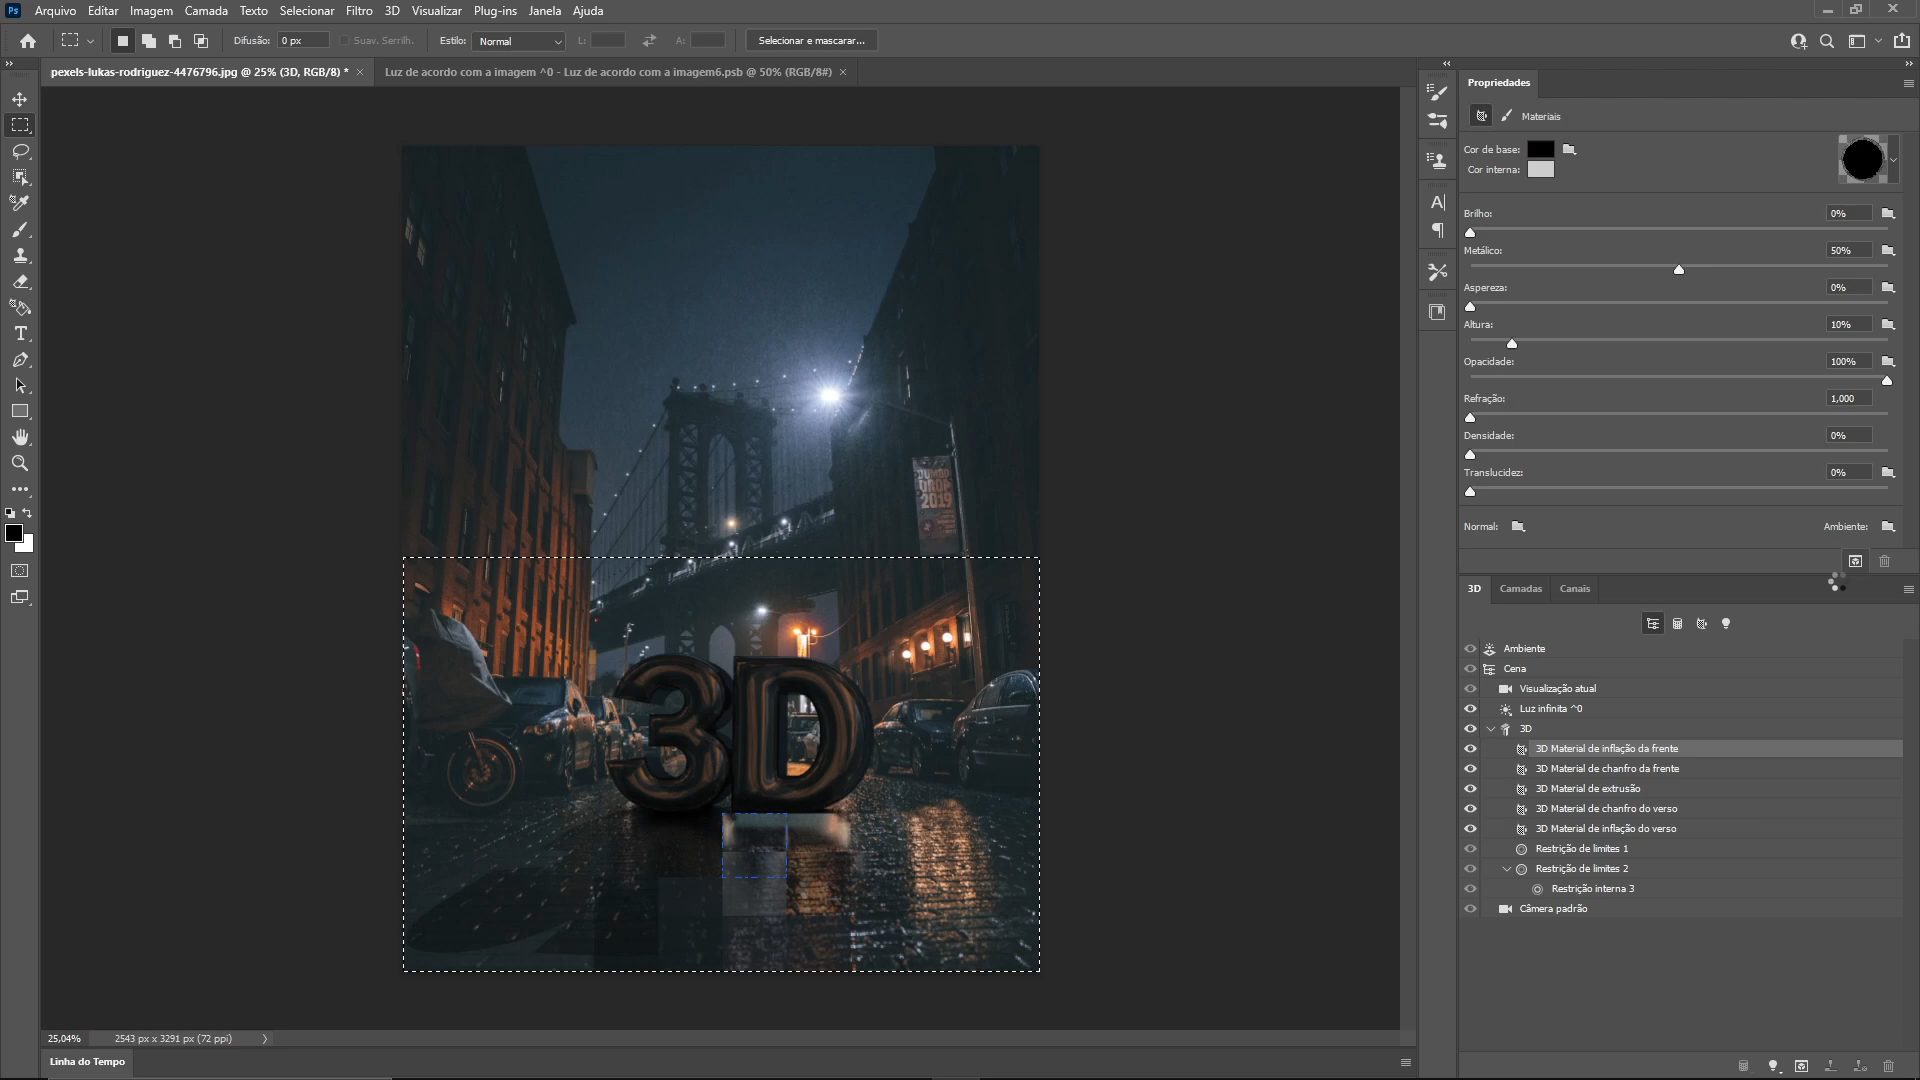 Ps Arquivo Editar Imagem Camada Texto Selecionar Filtro 3D Visualizar Plug-ins Janela Ajuda
Difusão: 0 px Suav. Serrilh. Estilo: Normal L: A: Selecionar e mascarar...
pexels-lukas-rodriguez-4476796.jpg @ 25% (3D, RGB/8) * × Luz de acordo com a imagem ^0 - Luz de acordo com a imagem6.psb @ 50% (RGB/8#) ×
Propriedades
Materiais
Cor de base:
Cor interna:
Brilho: 0%
Metálico: 50%
Aspereza: 0%
Altura: 10%
Opacidade: 100%
Refração: 1,000
Densidade: 0%
Translucidez: 0%
Normal: Ambiente:
DUMBO
DROP
2019
3D
3D Camadas Canais
Ambiente
Cena
Visualização atual
Luz infinita ^0
3D
3D Material de inflação da frente
3D Material de chanfro da frente
3D Material de extrusão
3D Material de chanfro do verso
3D Material de inflação do verso
Restrição de limites 1
Restrição de limites 2
Restrição interna 3
Câmera padrão
25,04% 2543 px x 3291 px (72 ppi)
Linha do Tempo